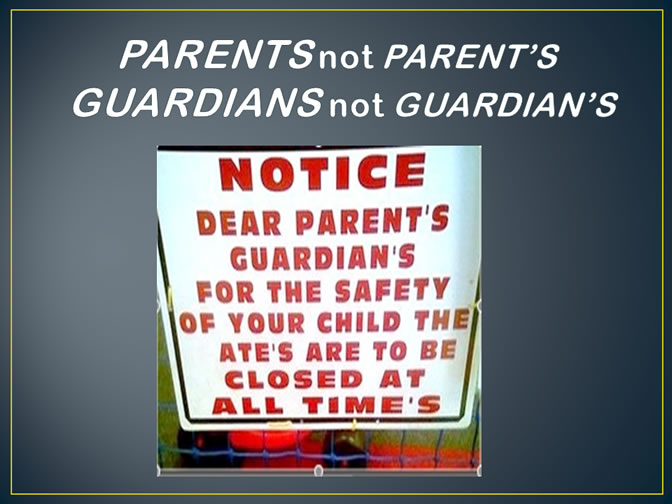 PARENTS not PARENT’S
GUARDIANS not GUARDIAN’S
NOTICE
DEAR PARENT'S
GUARDIAN'S
FOR THE SAFETY
OF YOUR CHILD THE
ATE'S ARE TO BE
CLOSED AT
ALL TIME'S